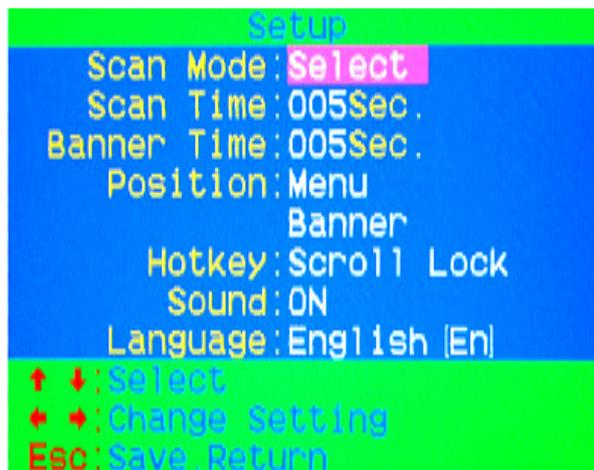 Setup
Scan Mode:Select
Scan Time:005Sec.
Banner Time:005Sec.
Position:Menu
Banner
Hotkey:Scroll Lock
Sound:ON
Language:English [En]
↑ ↓:Select
← →:Change Setting
Esc:Save.Return